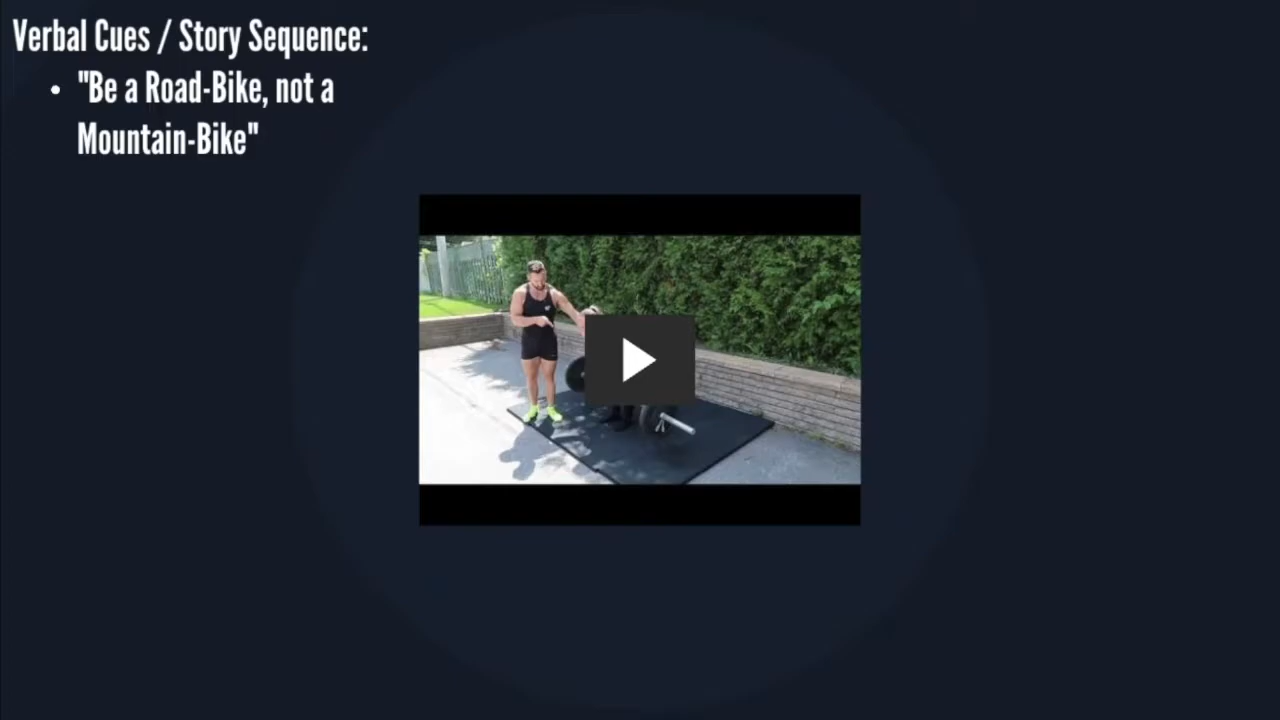 Verbal Cues / Story Sequence:
• "Be a Road-Bike, not a
Mountain-Bike"